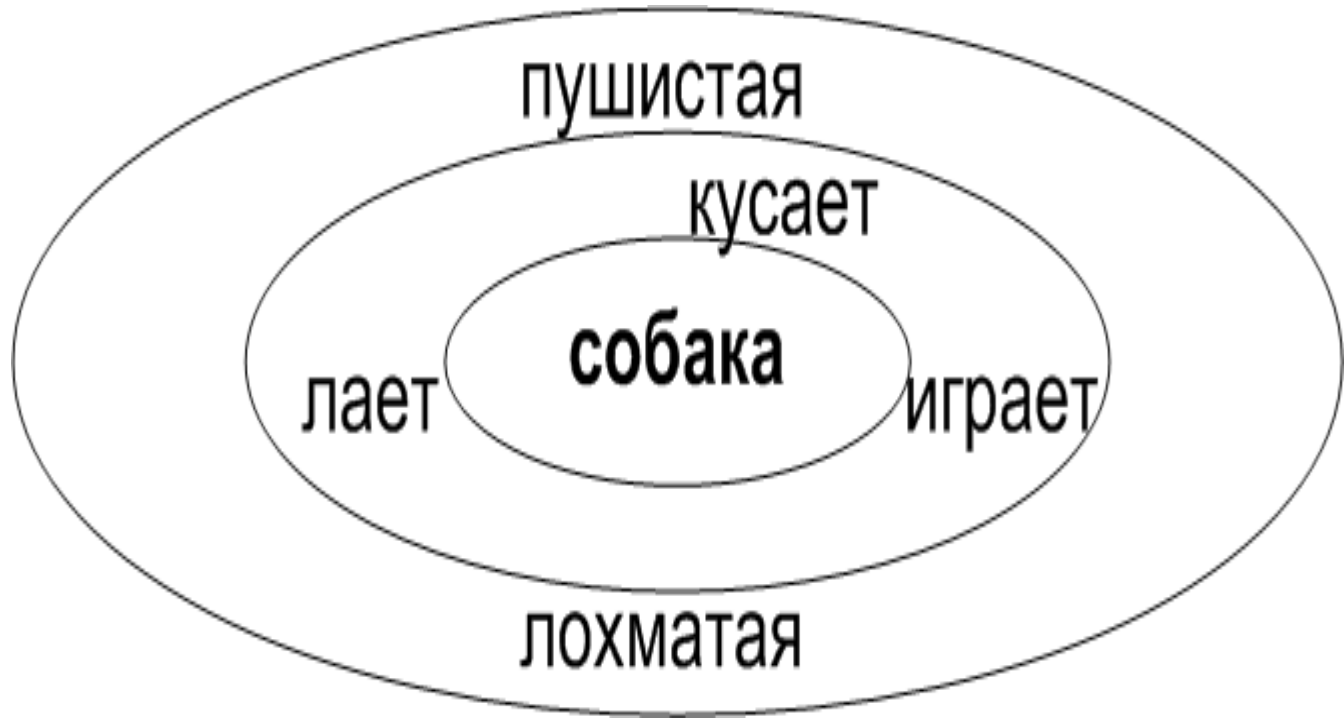 пушистая
кусает
собака
лает
играет
лохматая